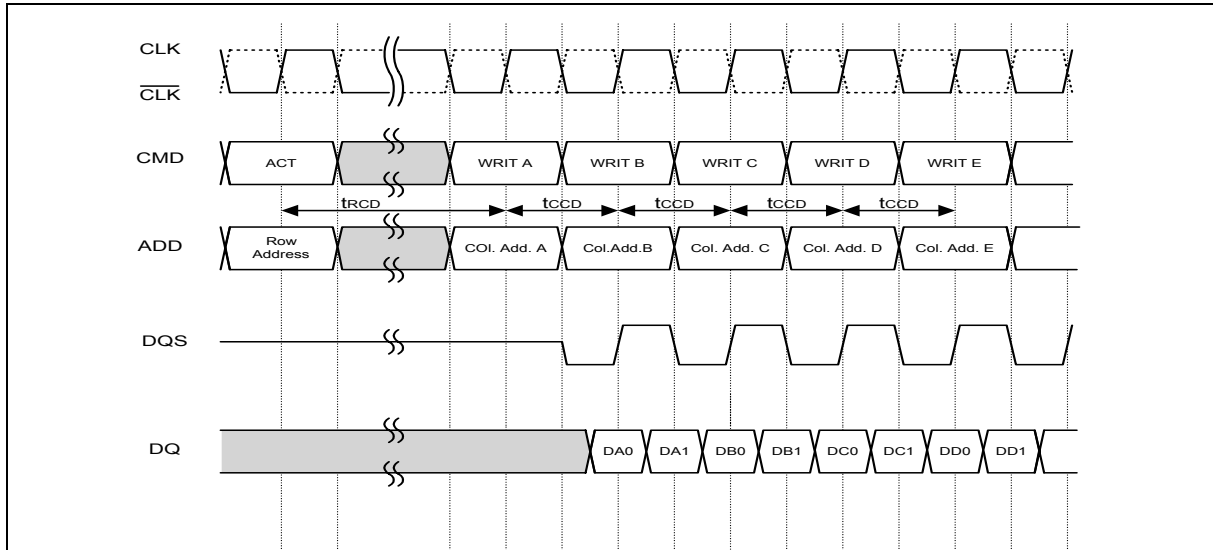 CLK
CLK
CMD ACT WRIT A WRIT B WRIT C WRIT D WRIT E
tRCD tCCD tCCD tCCD tCCD
ADD Row Address COl. Add. A Col.Add.B Col. Add. C Col. Add. D Col. Add. E
DQS
DQ DA0 DA1 DB0 DB1 DC0 DC1 DD0 DD1